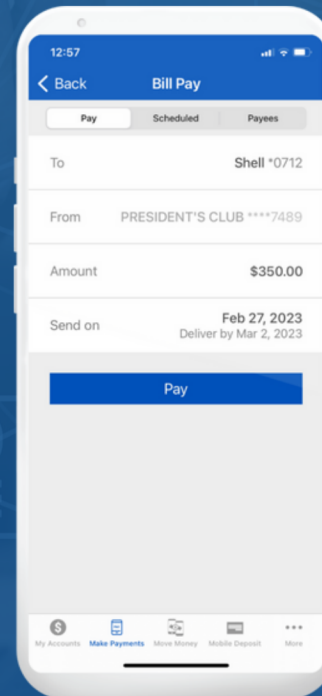 12:57
Back Bill Pay
Pay Scheduled Payees
To Shell *0712
From PRESIDENT'S CLUB ****7489
Amount $350.00
Send on Feb 27, 2023
Deliver by Mar 2, 2023
Pay
My Accounts Make Payments Move Money Mobile Deposit More